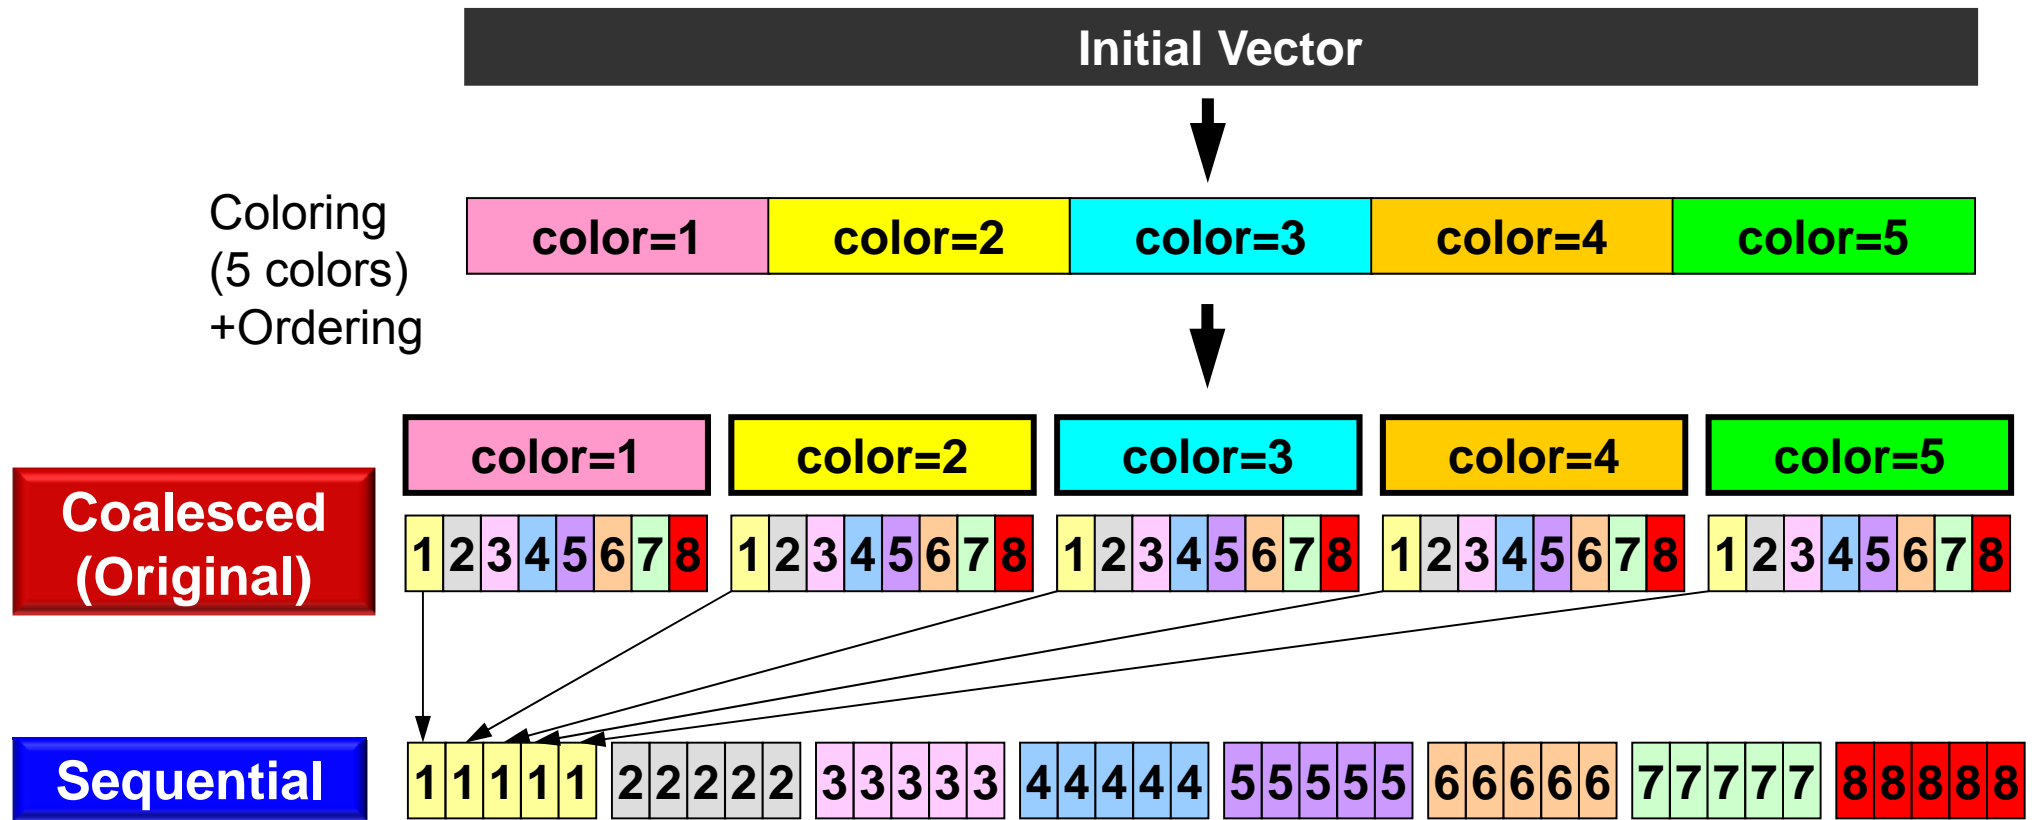 Initial Vector
Coloring
(5 colors)
+Ordering
color=1 color=2 color=3 color=4 color=5
color=1 color=2 color=3 color=4 color=5
Coalesced
(Original)
1 2 3 4 5 6 7 8 1 2 3 4 5 6 7 8 1 2 3 4 5 6 7 8 1 2 3 4 5 6 7 8 1 2 3 4 5 6 7 8
Sequential
1 1 1 1 1 2 2 2 2 2 3 3 3 3 3 4 4 4 4 4 5 5 5 5 5 6 6 6 6 6 7 7 7 7 7 8 8 8 8 8